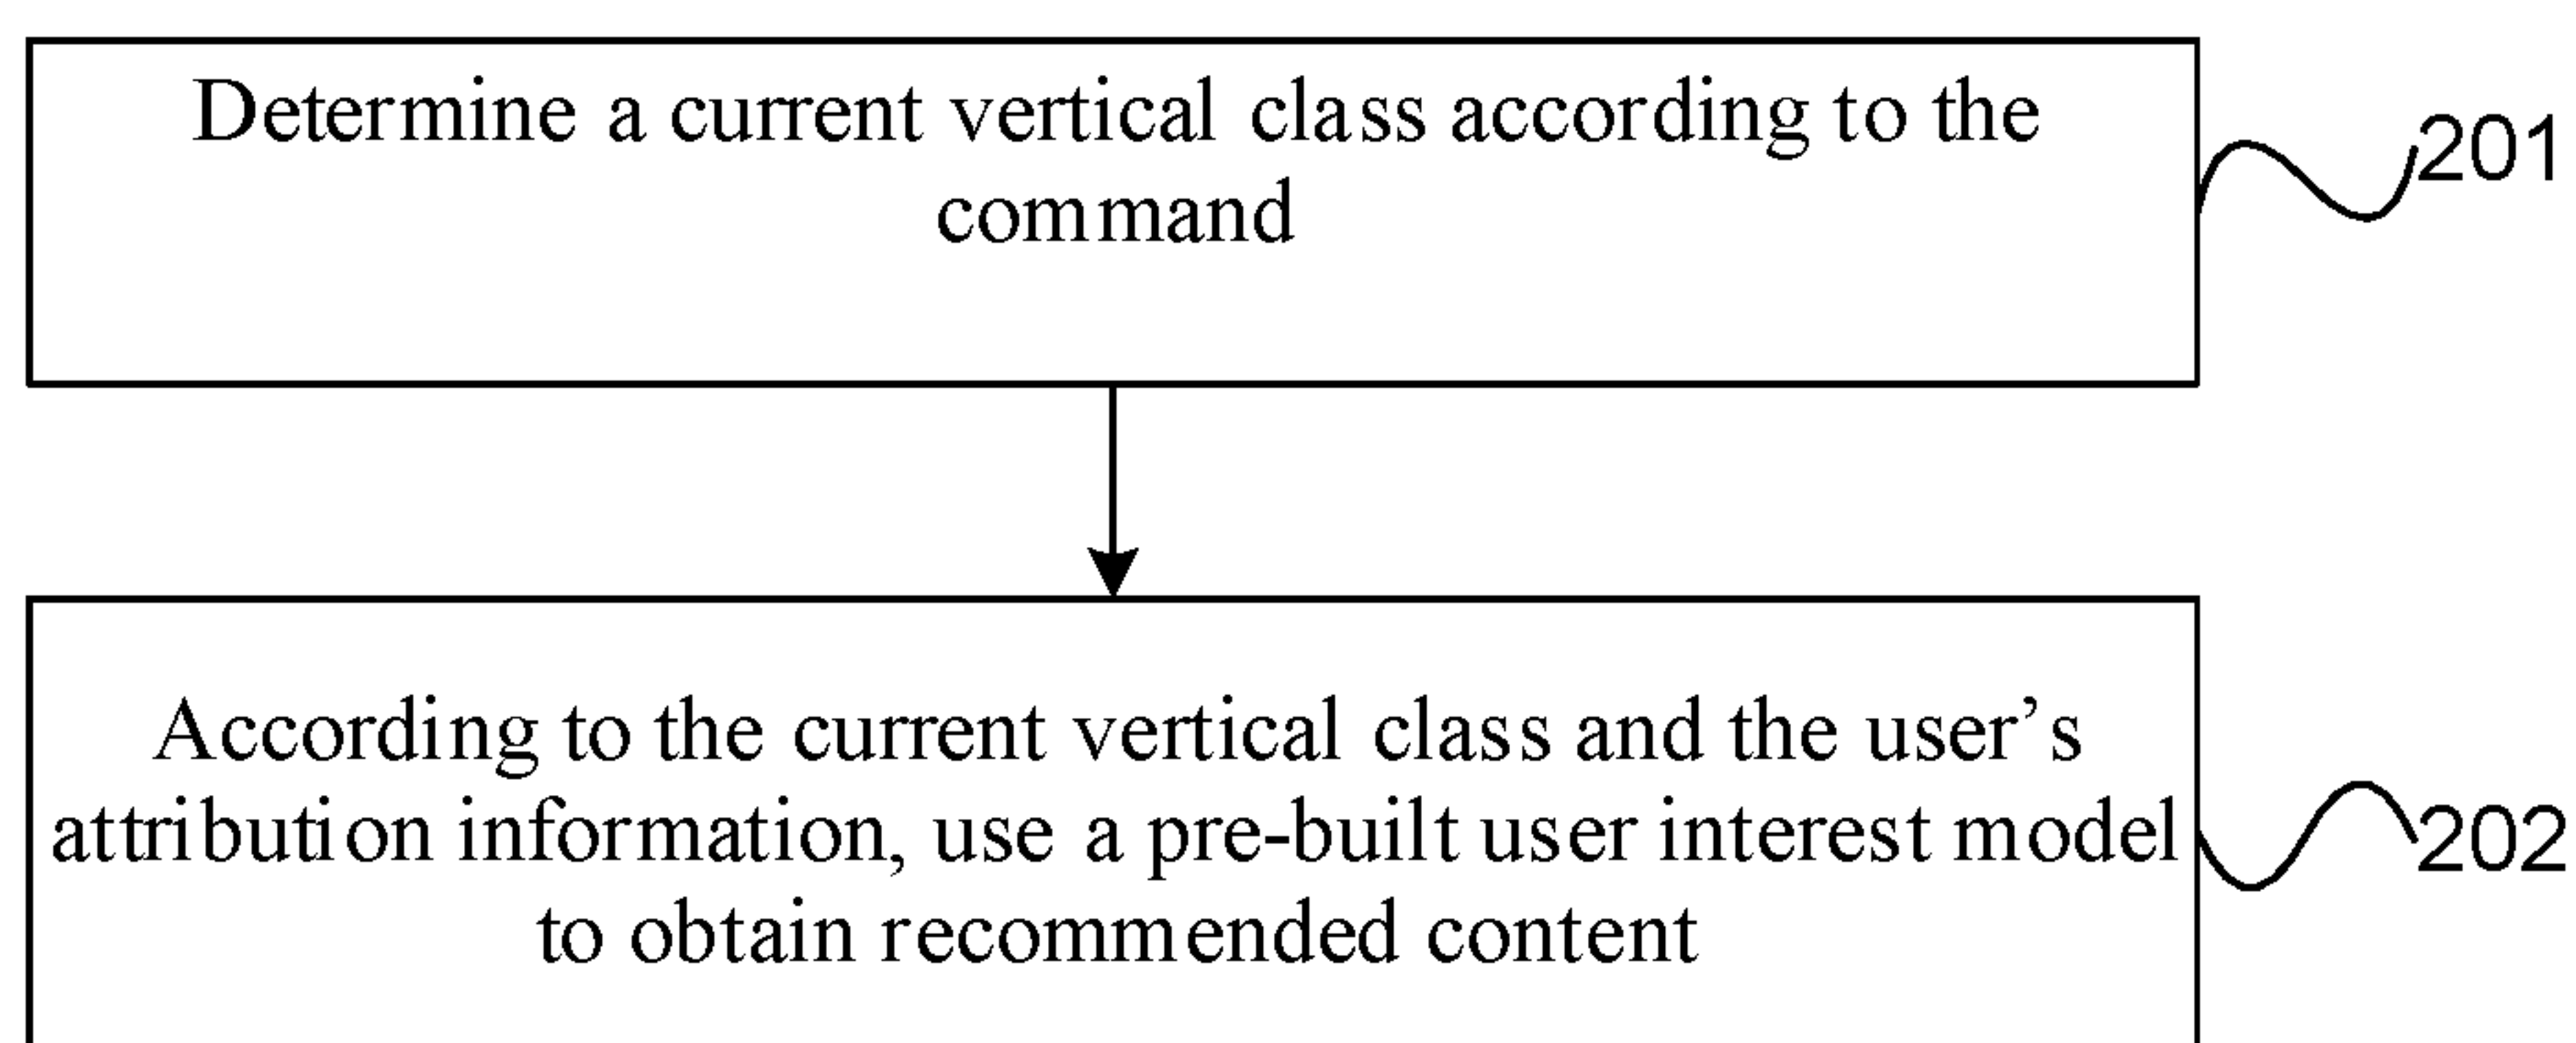 Determine a current vertical class according to the
command
201
According to the current vertical class and the user’s
attribution information, use a pre-built user interest model
to obtain recommended content
202